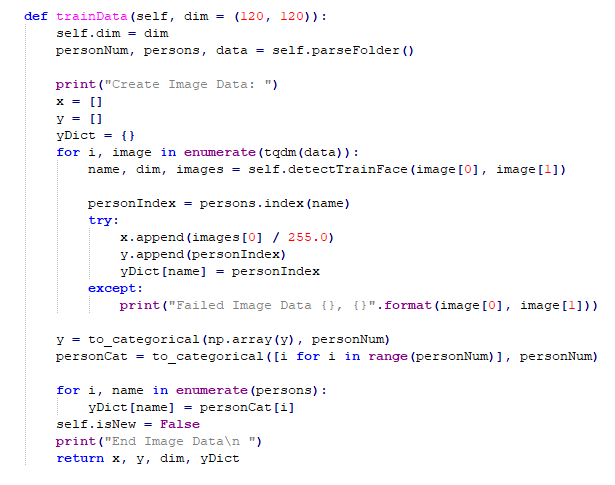 def trainData(self, dim = (120, 120)):
    self.dim = dim
    personNum, persons, data = self.parseFolder()

    print("Create Image Data: ")
    x = []
    y = []
    yDict = {}
    for i, image in enumerate(tqdm(data)):
        name, dim, images = self.detectTrainFace(image[0], image[1])

        personIndex = persons.index(name)
        try:
            x.append(images[0] / 255.0)
            y.append(personIndex)
            yDict[name] = personIndex
        except:
            print("Failed Image Data {}, {}".format(image[0], image[1]))

    y = to_categorical(np.array(y), personNum)
    personCat = to_categorical([i for i in range(personNum)], personNum)

    for i, name in enumerate(persons):
        yDict[name] = personCat[i]
    self.isNew = False
    print("End Image Data\n ")
    return x, y, dim, yDict